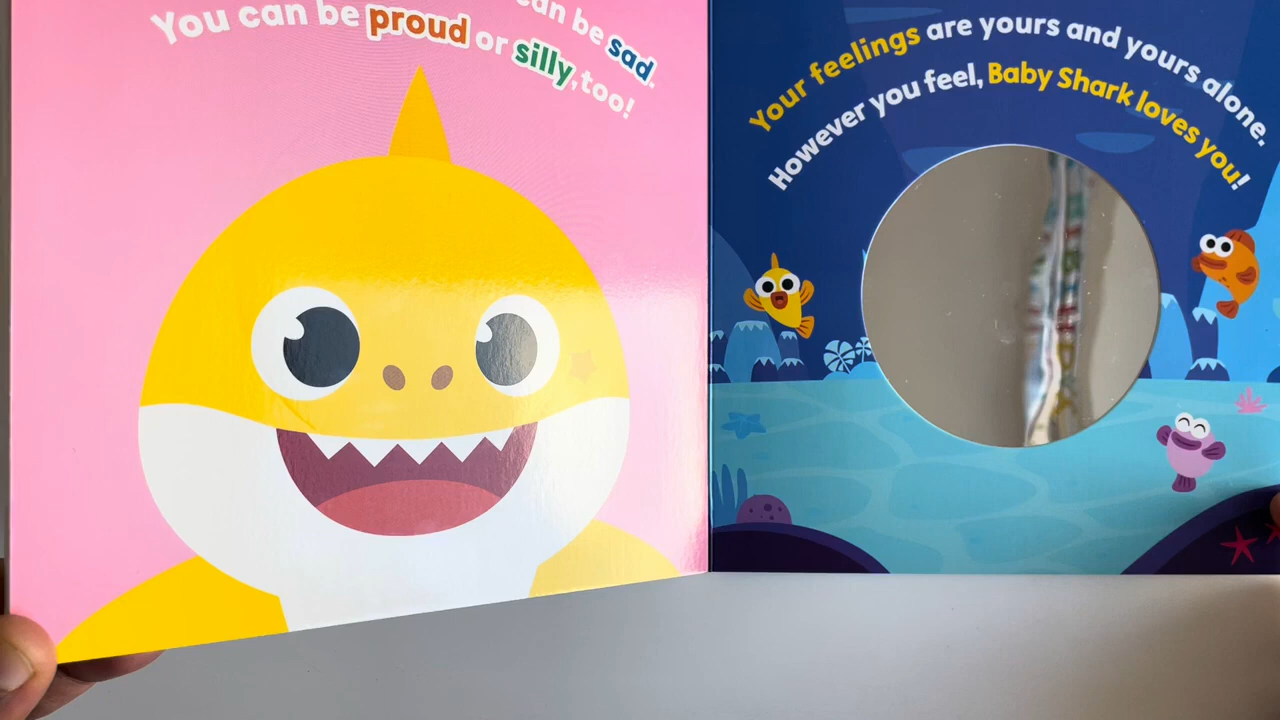 can be sad.
You can be proud or silly, too!
Your feelings are yours and yours alone.
However you feel, Baby Shark loves you!